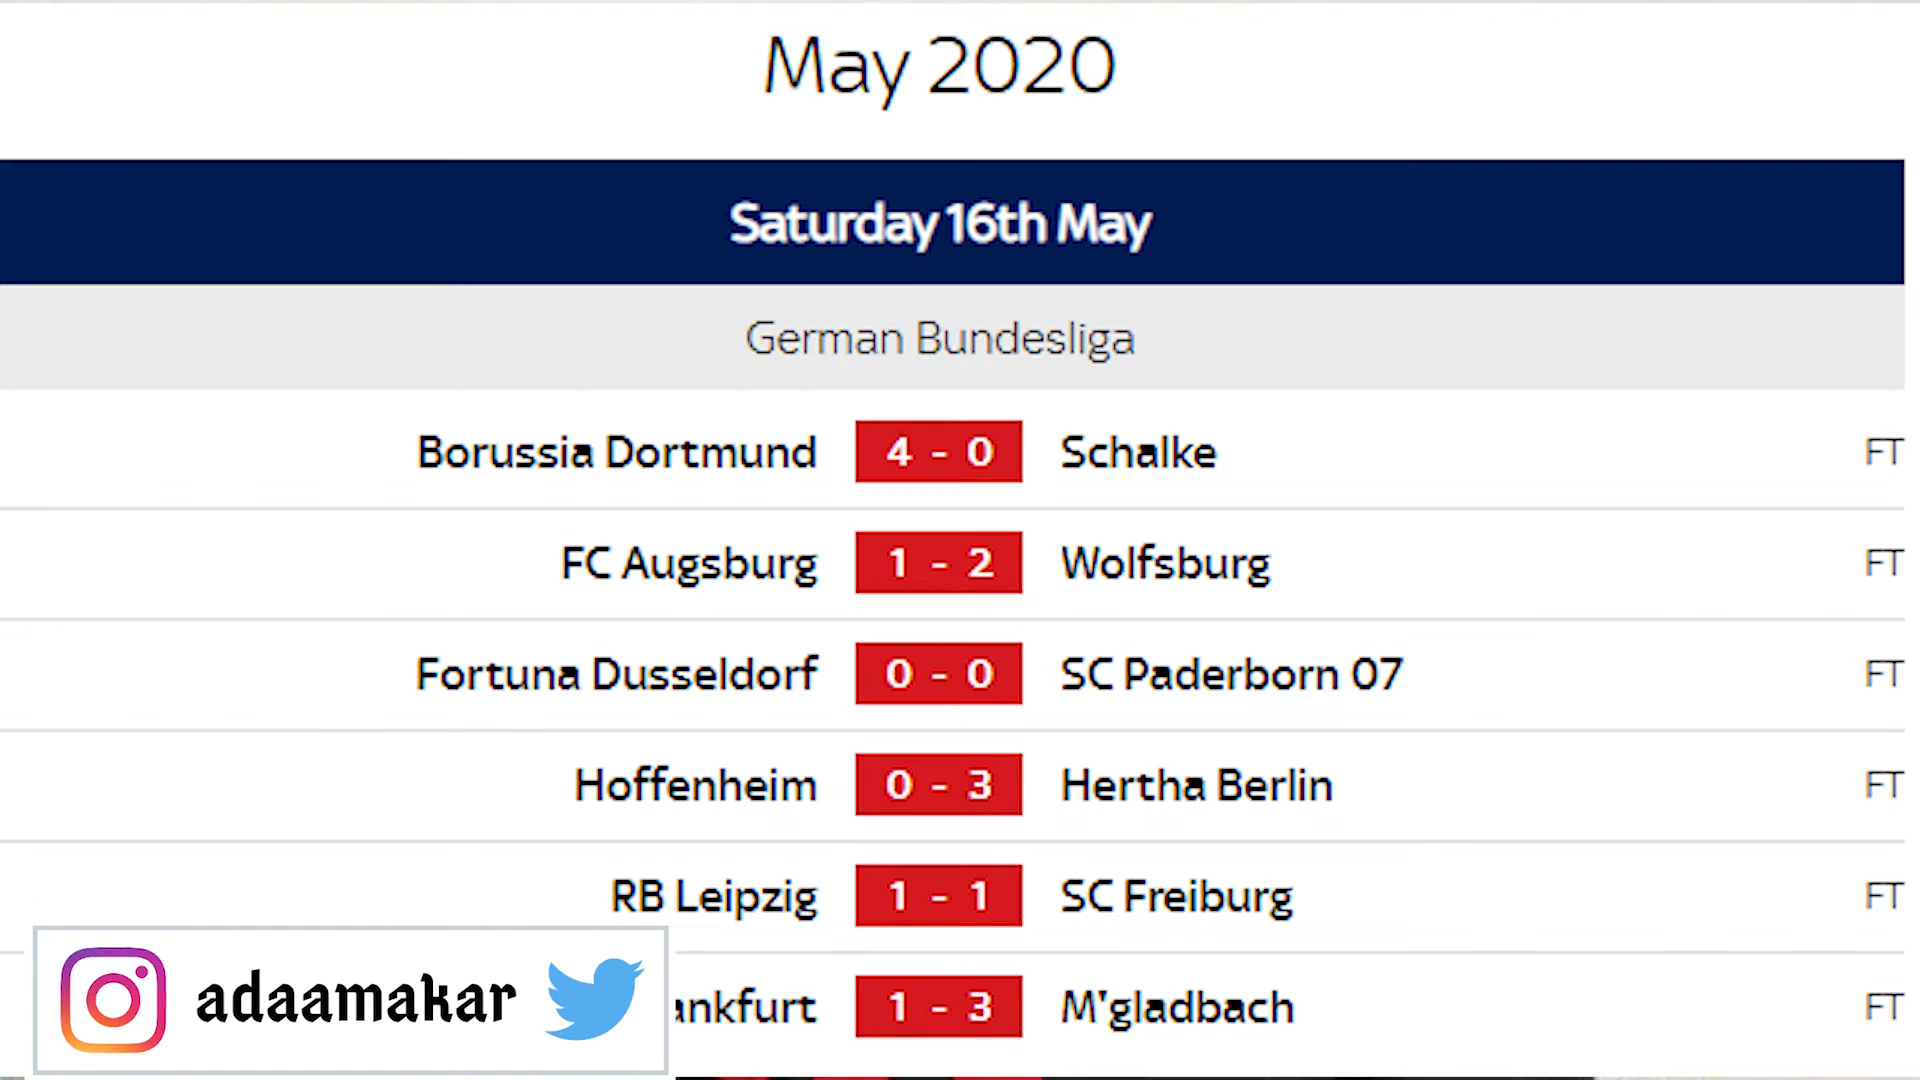 May 2020
Saturday 16th May
German Bundesliga
Borussia Dortmund 4 - 0 Schalke FT
FC Augsburg 1 - 2 Wolfsburg FT
Fortuna Dusseldorf 0 - 0 SC Paderborn 07 FT
Hoffenheim 0 - 3 Hertha Berlin FT
RB Leipzig 1 - 1 SC Freiburg FT
ankfurt 1 - 3 M'gladbach FT
adaamakar